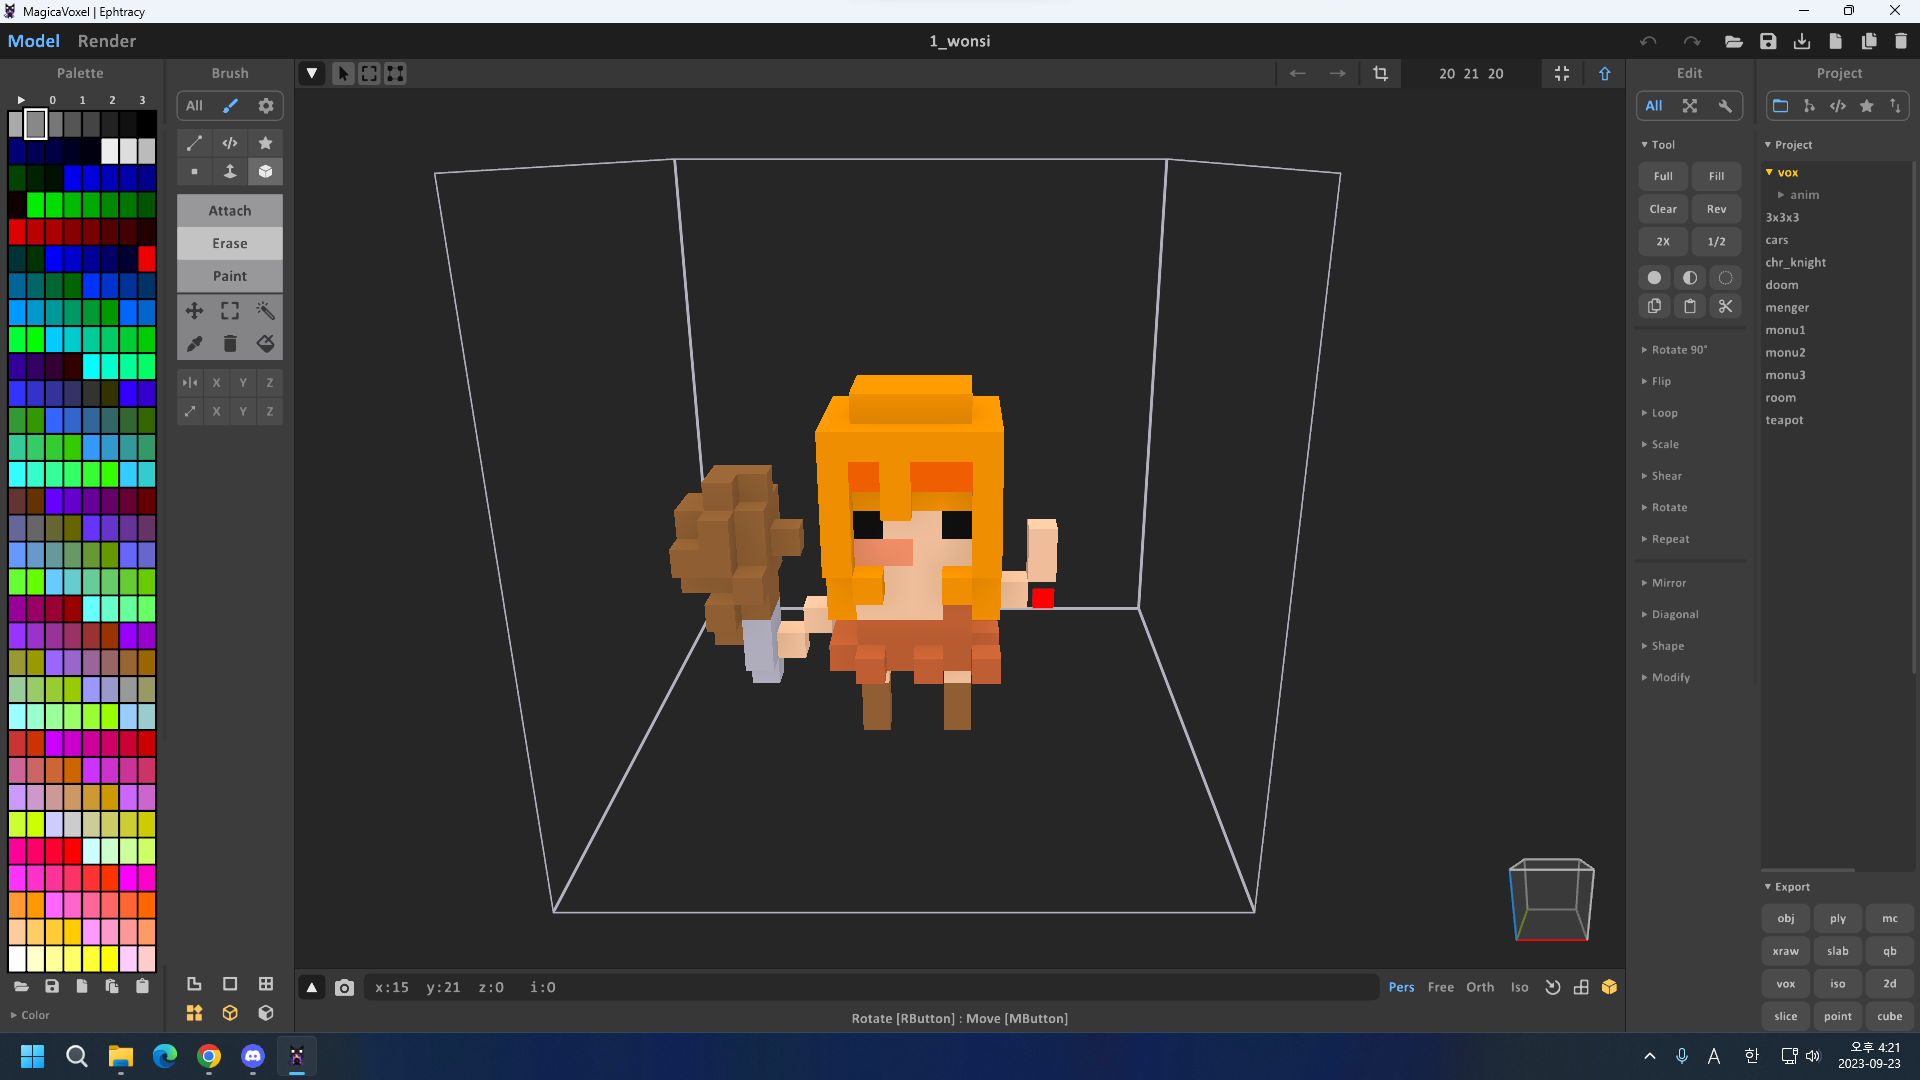 MagicaVoxel | Ephtracy
Model Render
1_wonsi
Palette
Brush
20 21 20
Edit
Project
0 1 2 3
All
All
Attach
Erase
Paint
X Y Z
X Y Z
Tool
Full Fill
Clear Rev
2X 1/2
Rotate 90°
Flip
Loop
Scale
Shear
Rotate
Repeat
Mirror
Diagonal
Shape
Modify
Project
vox
anim
3x3x3
cars
chr_knight
doom
menger
monu1
monu2
monu3
room
teapot
Export
obj ply mc
xraw slab qb
vox iso 2d
slice point cube
Color
x:15 y:21 z:0 i:0
Pers Free Orth Iso
Rotate [RButton] : Move [MButton]
A 한
오후 4:21
2023-09-23